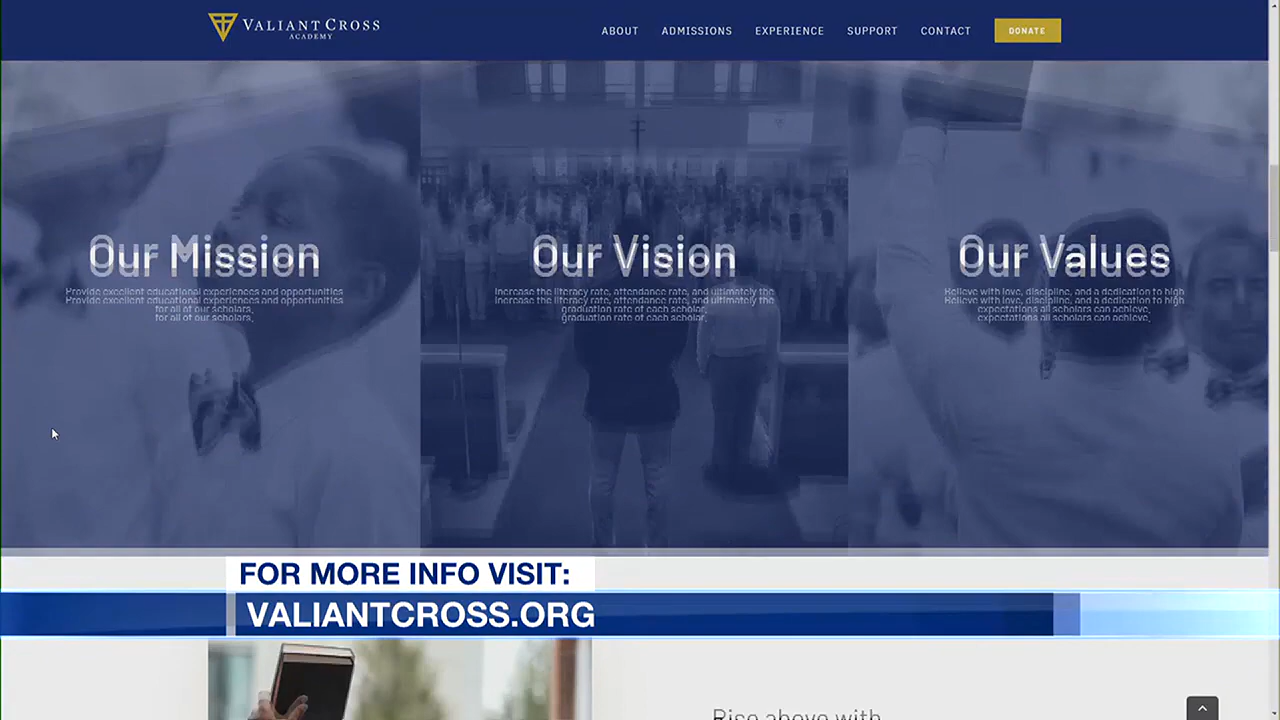 VALIANT CROSS
ACADEMY
ABOUT ADMISSIONS EXPERIENCE SUPPORT CONTACT DONATE
Our Mission
Provide excellent educational experiences and opportunities
for all of our scholars.
Our Vision
Increase the literacy rate, attendance rate, and ultimately the
graduation rate of each scholar.
Our Values
Believe with love, discipline, and a dedication to high
expectations all scholars can achieve.
FOR MORE INFO VISIT:
VALIANTCROSS.ORG
Rise above with